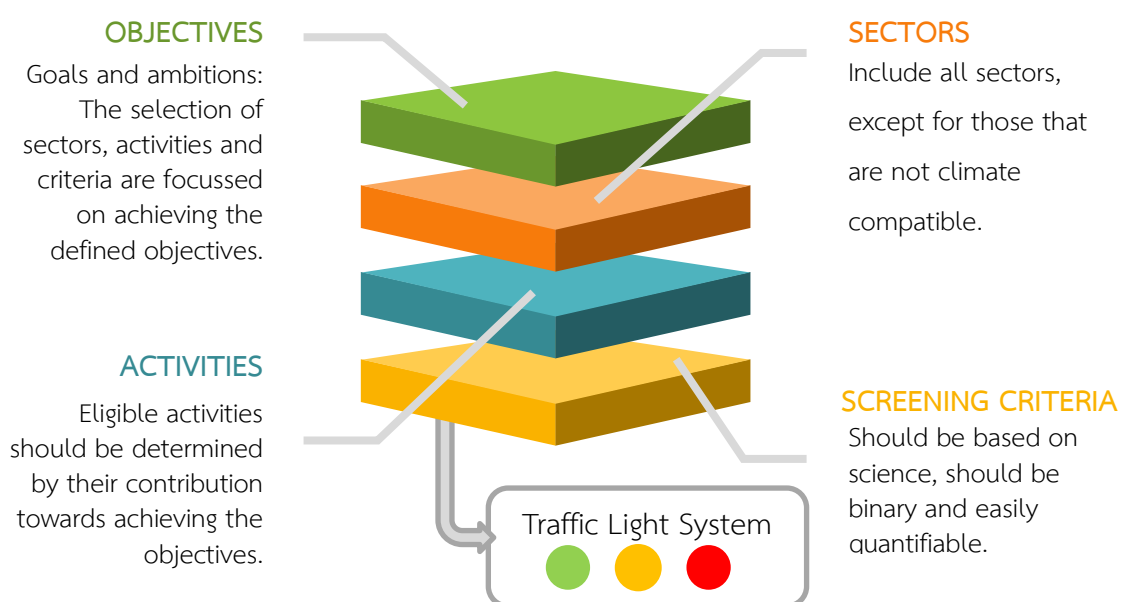 OBJECTIVES
Goals and ambitions:
The selection of
sectors, activities and
criteria are focussed
on achieving the
defined objectives.
SECTORS
Include all sectors,
except for those that
are not climate
compatible.
ACTIVITIES
Eligible activities
should be determined
by their contribution
towards achieving the
objectives.
SCREENING CRITERIA
Should be based on
science, should be
binary and easily
quantifiable.
Traffic Light System